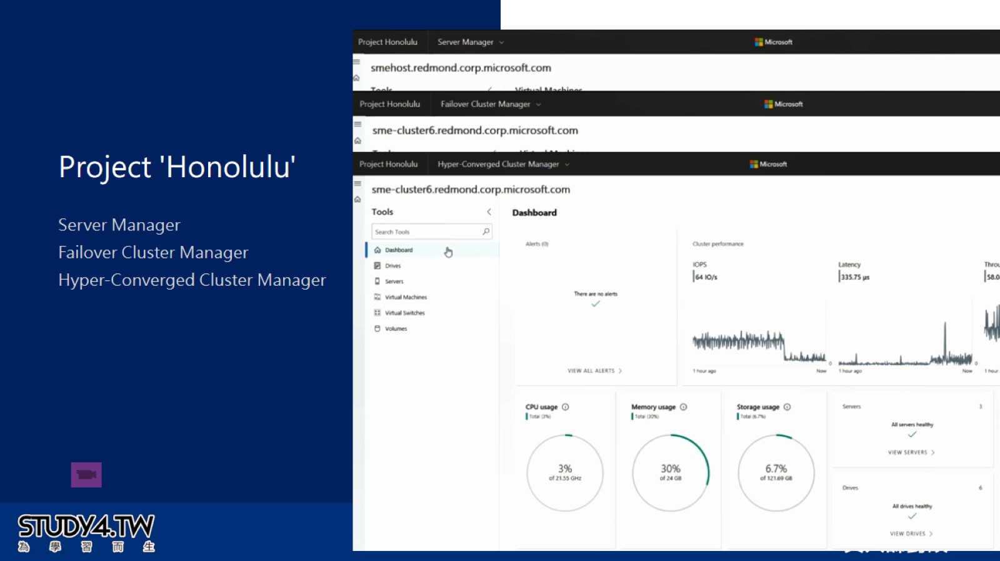 Project 'Honolulu'
Server Manager
Failover Cluster Manager
Hyper-Converged Cluster Manager
STUDY4.TW
為學習而生
Project Honolulu Server Manager Microsoft
smehost.redmond.corp.microsoft.com
Tools Virtual Machines
Project Honolulu Failover Cluster Manager Microsoft
sme-cluster6.redmond.corp.microsoft.com
Project Honolulu Hyper-Converged Cluster Manager Microsoft
sme-cluster6.redmond.corp.microsoft.com
Tools
Search Tools
Dashboard
Drives
Servers
Virtual Machines
Virtual Switches
Volumes
Dashboard
Alerts (0)
There are no alerts
VIEW ALL ALERTS
Cluster performance
IOPS
64 IO/s
1 hour ago Now
0
Latency
335.75 µs
1 hour ago Now
0
58.0
1 hour
CPU usage
Total (3%)
3%
of 21.55 GHz
Memory usage
Total (30%)
30%
of 24 GB
Storage usage
Total (6.7%)
6.7%
of 121.69 GB
Servers 3
All servers healthy
VIEW SERVERS
Drives 6
All drives healthy
VIEW DRIVES